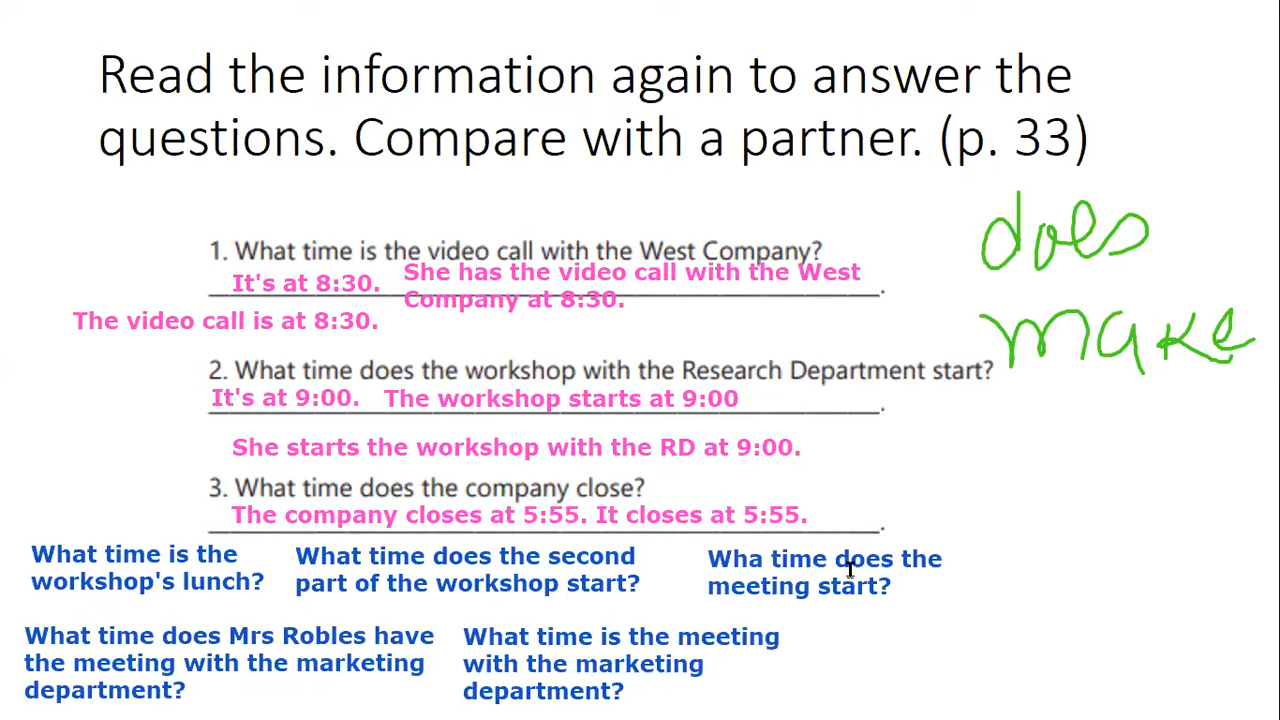 Read the information again to answer the
questions. Compare with a partner. (p. 33)
does
make
1. What time is the video call with the West Company?
It's at 8:30. She has the video call with the West
Company at 8:30.
The video call is at 8:30.
2. What time does the workshop with the Research Department start?
It's at 9:00. The workshop starts at 9:00
She starts the workshop with the RD at 9:00.
3. What time does the company close?
The company closes at 5:55. It closes at 5:55.
What time is the
workshop's lunch?
What time does the second
part of the workshop start?
Wha time does the
meeting start?
What time does Mrs Robles have
the meeting with the marketing
department?
What time is the meeting
with the marketing
department?